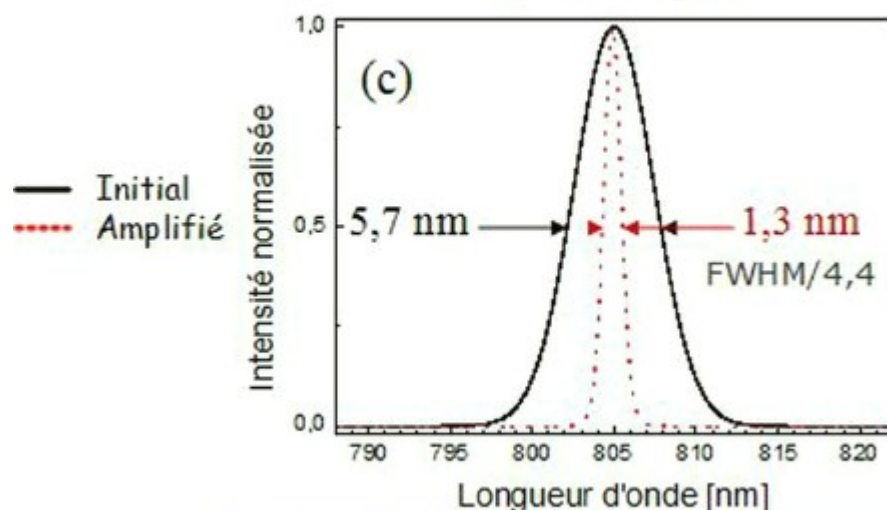 1,0
(c)
Intensité normalisée
Initial
Amplifié
5,7 nm
0,5
1,3 nm
FWHM/4,4
0,0
790 795 800 805 810 815 820
Longueur d'onde [nm]